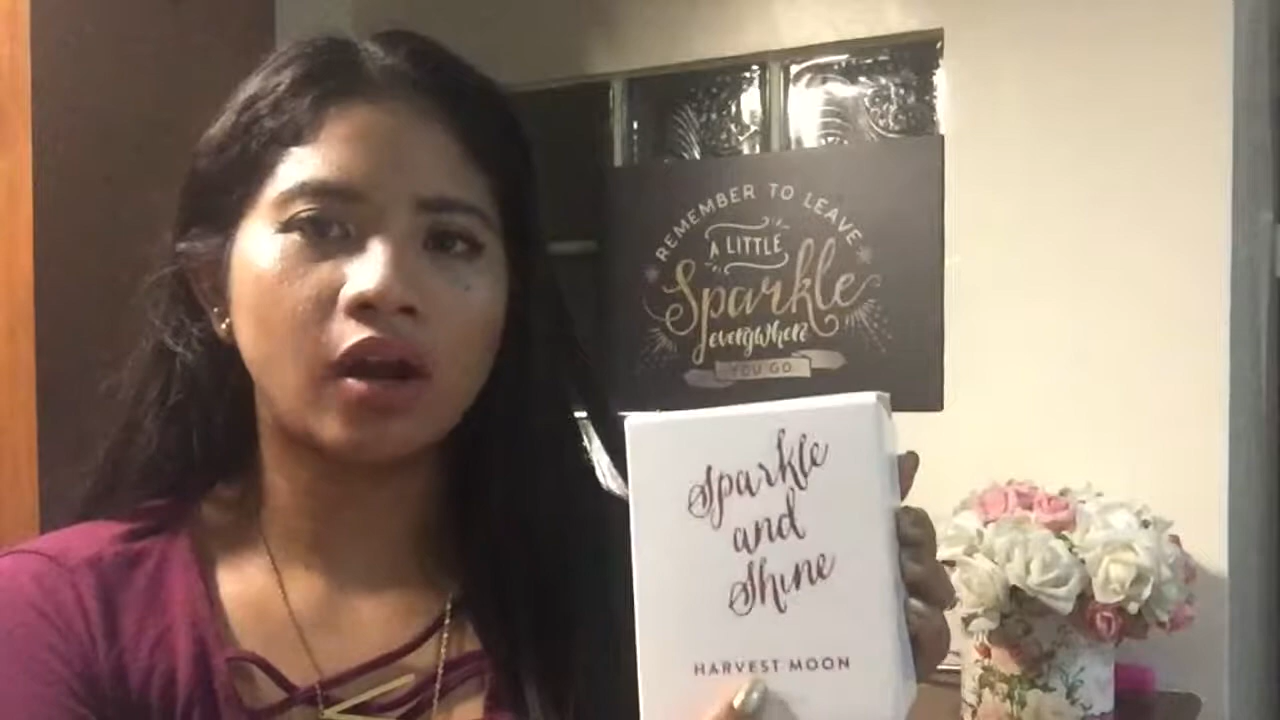 REMEMBER TO LEAVE
A LITTLE
Sparkle
everywhere
YOU GO
Sparkle
and
Shine
HARVEST MOON